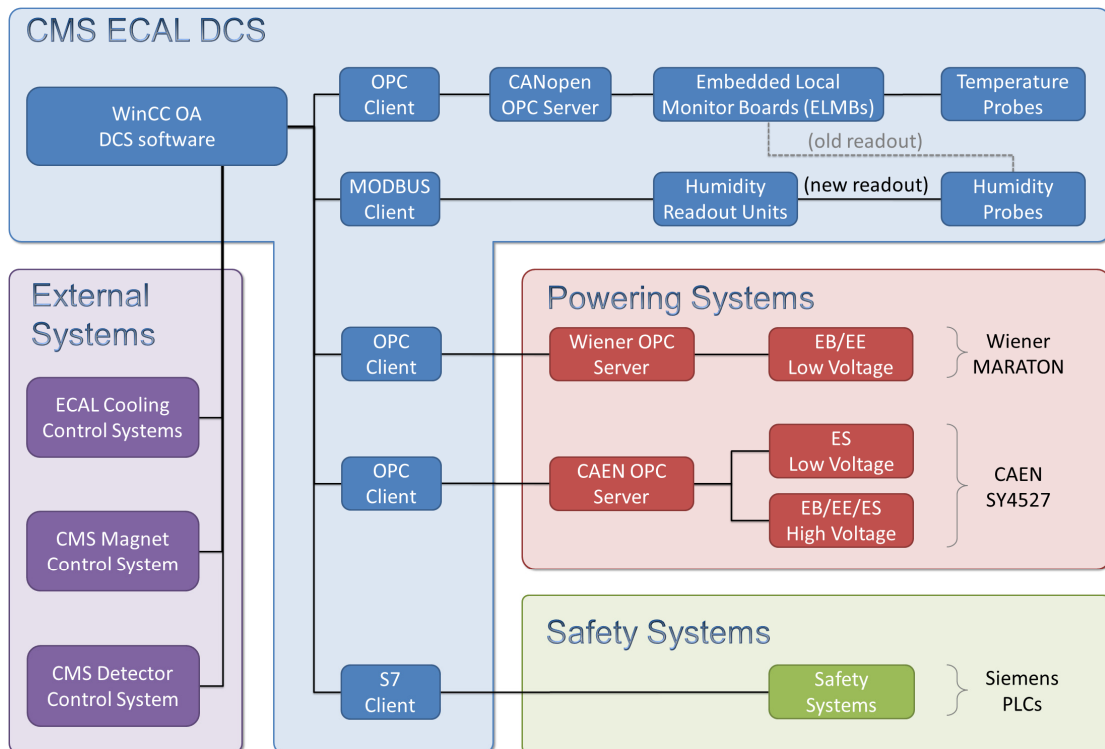 CMS ECAL DCS
WinCC OA
DCS software
OPC
Client
CANopen
OPC Server
Embedded Local
Monitor Boards (ELMBs)
Temperature
Probes
(old readout)
MODBUS
Client
Humidity
Readout Units
(new readout)
Humidity
Probes
External
Systems
ECAL Cooling
Control Systems
CMS Magnet
Control System
CMS Detector
Control System
Powering Systems
OPC
Client
Wiener OPC
Server
EB/EE
Low Voltage
Wiener
MARATON
OPC
Client
CAEN OPC
Server
ES
Low Voltage
EB/EE/ES
High Voltage
CAEN
SY4527
Safety Systems
S7
Client
Safety
Systems
Siemens
PLCs